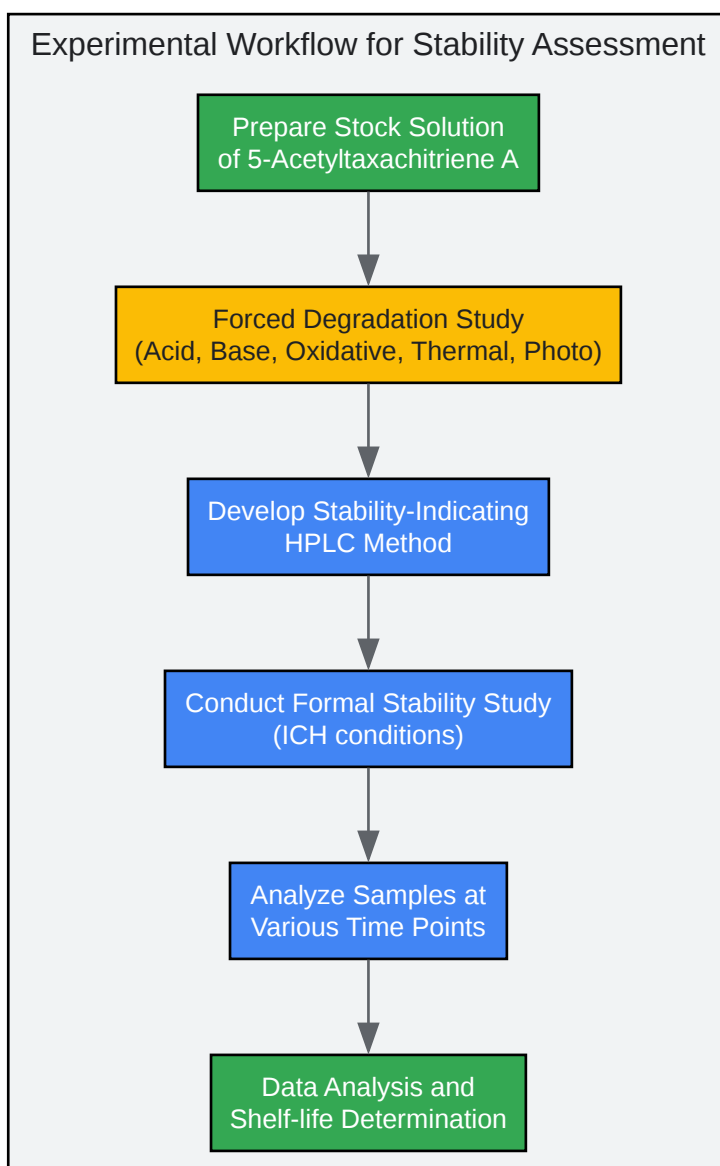 Experimental Workflow for Stability Assessment
Prepare Stock Solution
of 5-Acetyltaxachitriene A
Forced Degradation Study
(Acid, Base, Oxidative, Thermal, Photo)
Develop Stability-Indicating
HPLC Method
Conduct Formal Stability Study
(ICH conditions)
Analyze Samples at
Various Time Points
Data Analysis and
Shelf-life Determination